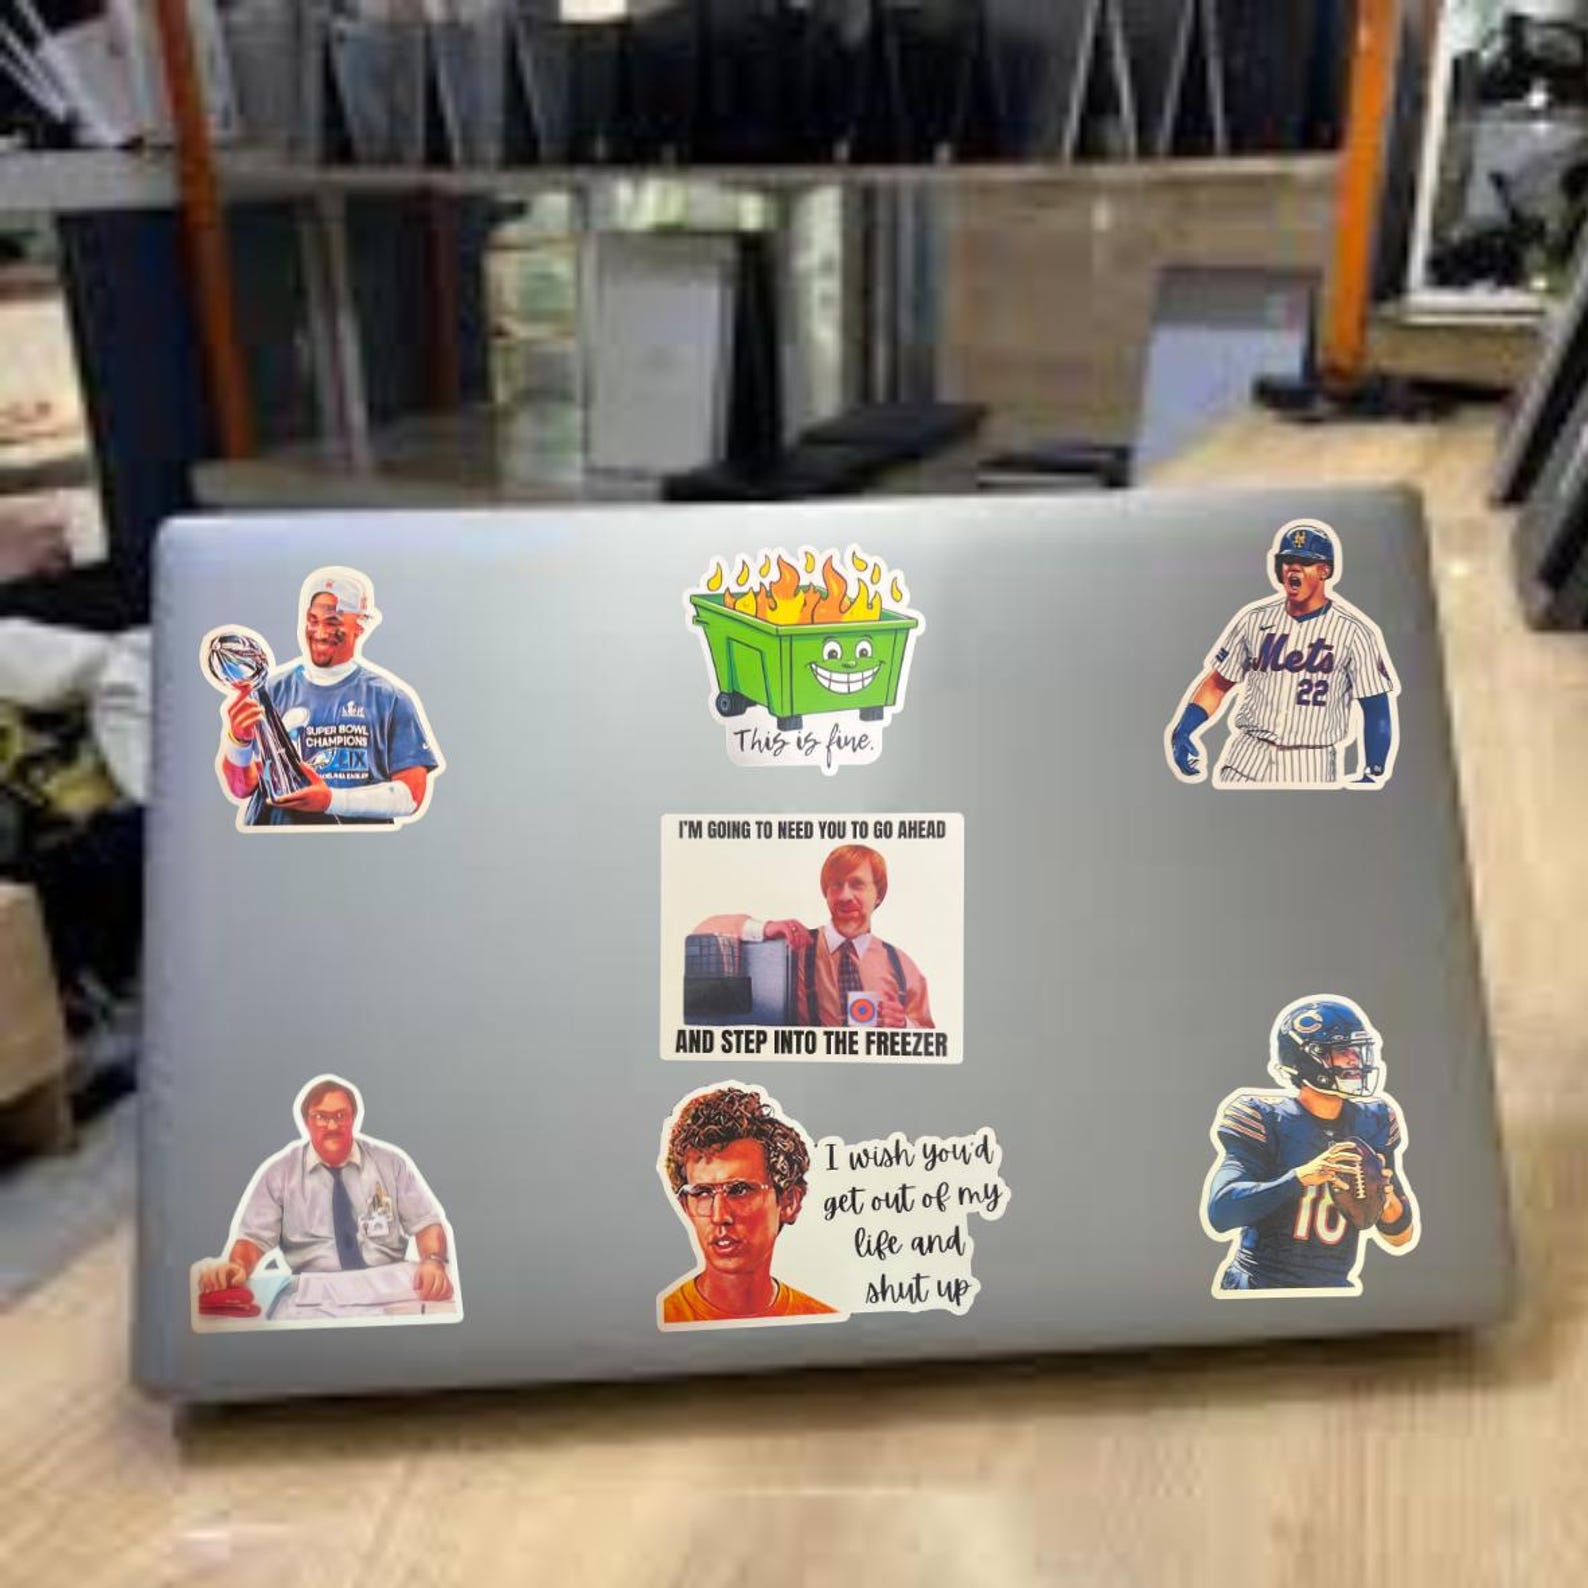 SUPER BOWL
CHAMPIONS
LIX
This is fine.
Mets
22
I'M GOING TO NEED YOU TO GO AHEAD
AND STEP INTO THE FREEZER
"I wish you'd
get out of my
life and
shut up
C
18